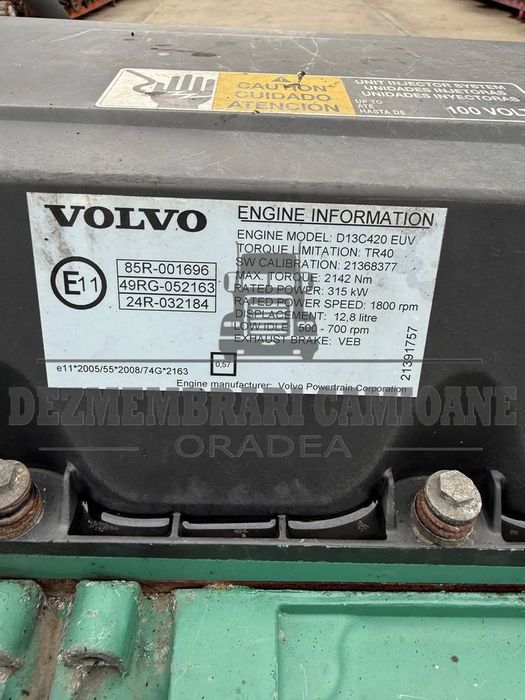 CAUTION
CUIDADO
ATENCION
UNIT INJECTOR SYSTEM
UNIDADES INJETORAS
UNIDADES INYECTORAS
UP TO
ATÉ
HASTA DE
100 VOL
VOLVO
ENGINE INFORMATION
ENGINE MODEL: D13C420 EUV
TORQUE LIMITATION: TR40
SW CALIBRATION: 21368377
MAX. TORQUE: 2142 Nm
RATED POWER: 315 kW
RATED POWER SPEED: 1800 rpm
DISPLACEMENT: 12,8 litre
LOW IDLE: 500 - 700 rpm
EXHAUST BRAKE: VEB
E11
85R-001696
49RG-052163
24R-032184
e11*2005/55*2008/74G*2163
0,57
Engine manufacturer: Volvo Powertrain Corporation
21391757
DEZMEMBRARI CAMIOANE
ORADEA